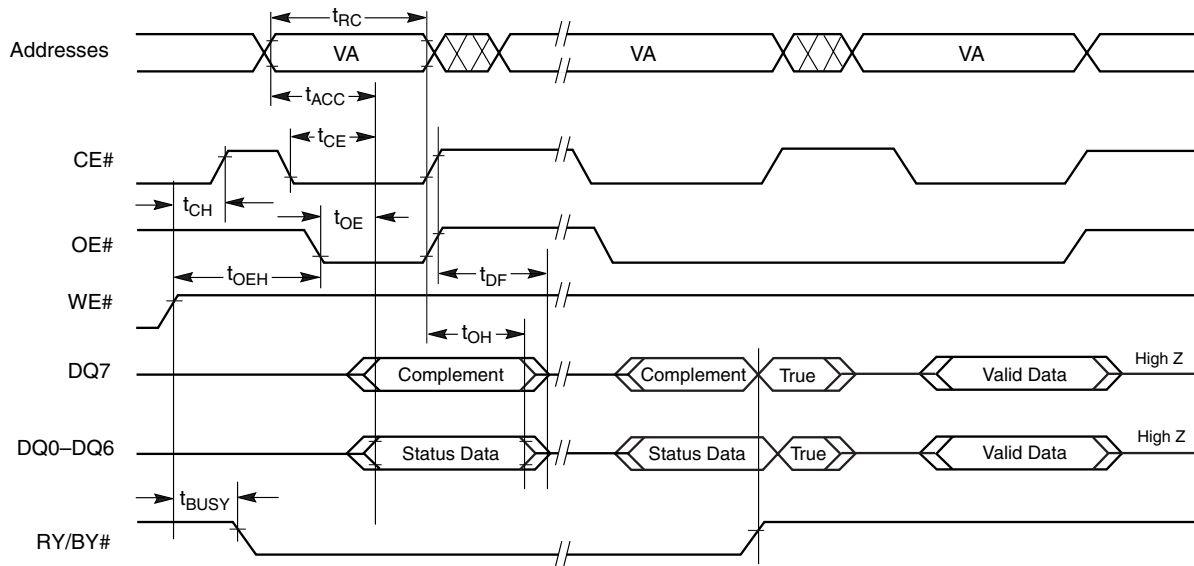 tRC
Addresses VA VA VA
tACC
tCE
CE#
tCH tOE
OE#
tOEH tDF
WE#
tOH
DQ7 Complement Complement True Valid Data High Z
DQ0–DQ6 Status Data Status Data True Valid Data High Z
tBUSY
RY/BY#